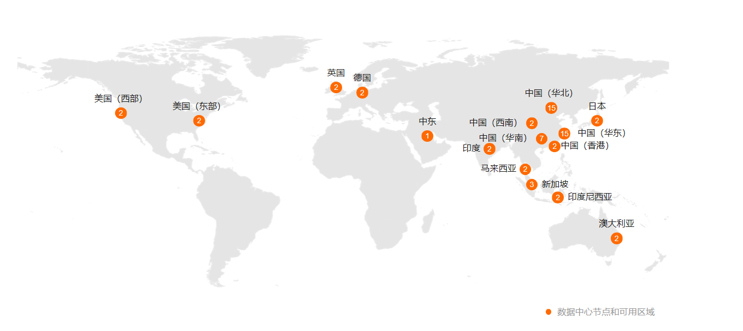 英国
2
德国
2
美国（西部）
2
美国（东部）
2
中国（华北）
15
日本
2
中东
1
中国（西南）
2
中国（华东）
15
中国（华南）
7
中国（香港）
2
印度
2
马来西亚
2
新加坡
3
印度尼西亚
2
澳大利亚
2
数据中心节点和可用区域